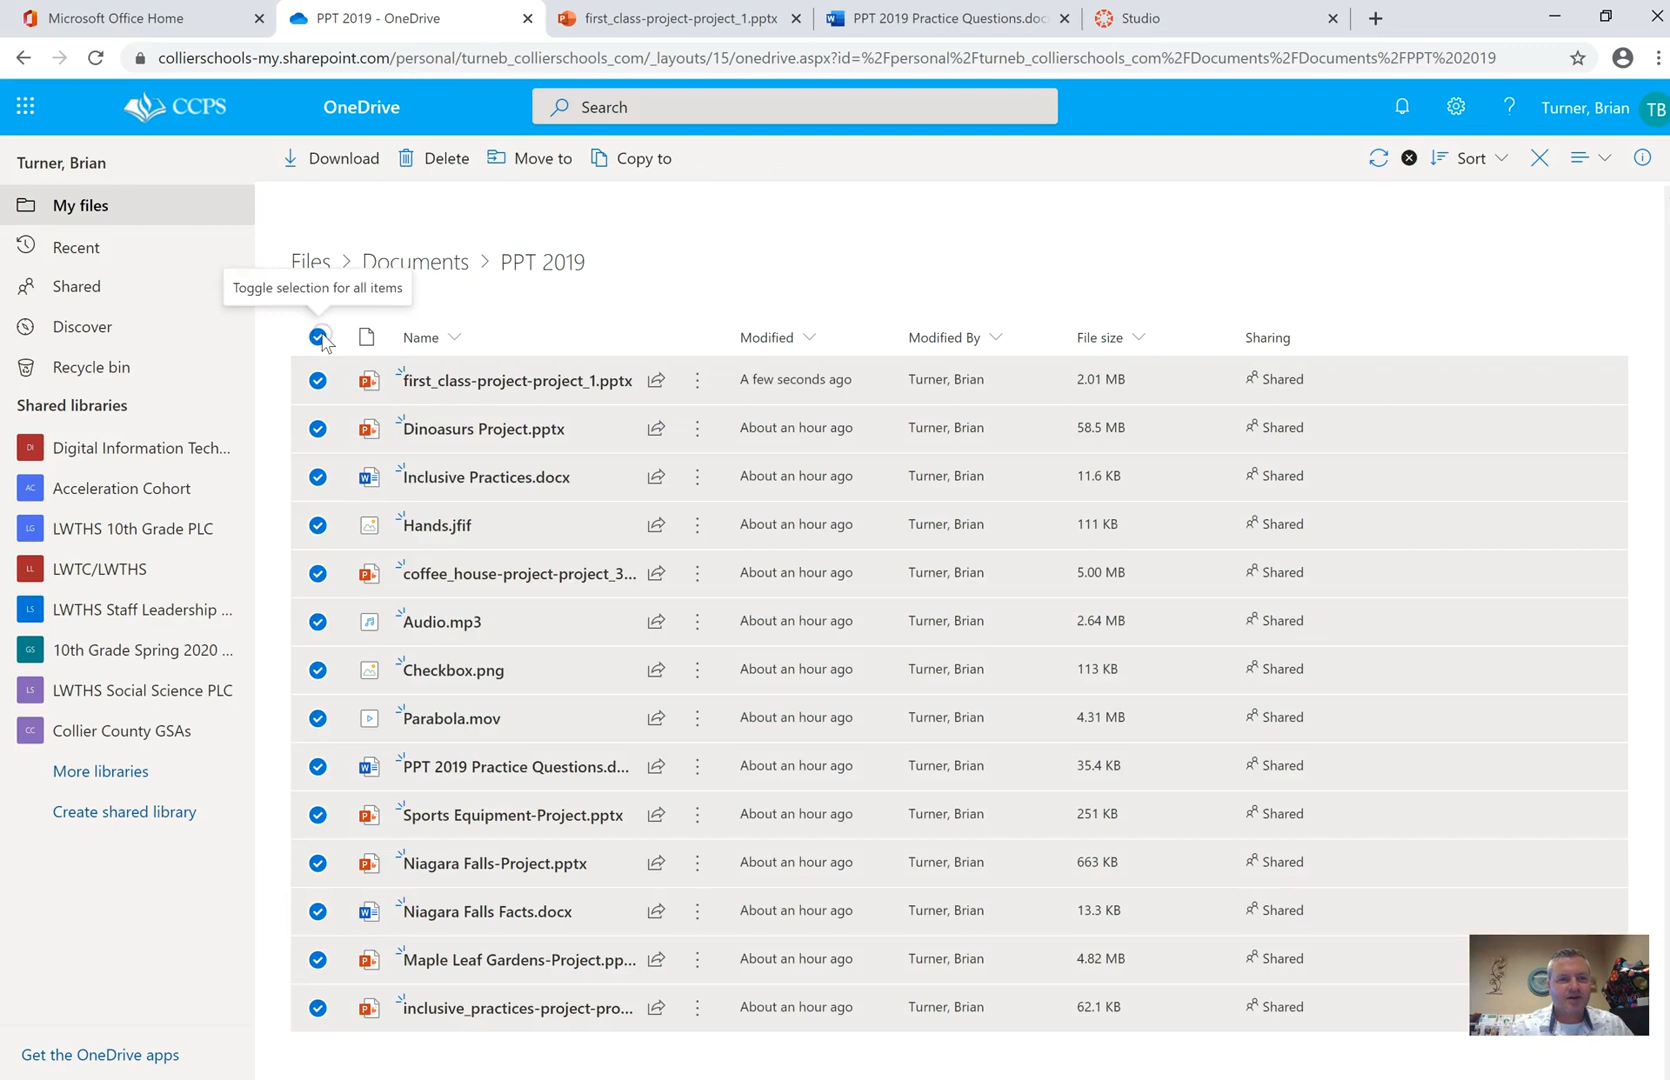 Microsoft Office Home
PPT 2019 - OneDrive
first_class-project-project_1.pptx
PPT 2019 Practice Questions.doc
Studio
collierschools-my.sharepoint.com/personal/turneb_collierschools_com/_layouts/15/onedrive.aspx?id=%2Fpersonal%2Fturneb_collierschools_com%2FDocuments%2FDocuments%2FPPT%202019
CCPS
OneDrive
Search
Turner, Brian
TB
Turner, Brian
Download
Delete
Move to
Copy to
Sort
My files
Recent
Shared
Discover
Recycle bin
Shared libraries
DI Digital Information Tech...
AC Acceleration Cohort
LG LWTHS 10th Grade PLC
LL LWTC/LWTHS
LS LWTHS Staff Leadership ...
GS 10th Grade Spring 2020 ...
LS LWTHS Social Science PLC
CC Collier County GSAs
More libraries
Create shared library
Get the OneDrive apps
Files > Documents > PPT 2019
Toggle selection for all items
Name Modified Modified By File size Sharing
first_class-project-project_1.pptx A few seconds ago Turner, Brian 2.01 MB Shared
Dinoasurs Project.pptx About an hour ago Turner, Brian 58.5 MB Shared
Inclusive Practices.docx About an hour ago Turner, Brian 11.6 KB Shared
Hands.jfif About an hour ago Turner, Brian 111 KB Shared
coffee_house-project-project_3... About an hour ago Turner, Brian 5.00 MB Shared
Audio.mp3 About an hour ago Turner, Brian 2.64 MB Shared
Checkbox.png About an hour ago Turner, Brian 113 KB Shared
Parabola.mov About an hour ago Turner, Brian 4.31 MB Shared
PPT 2019 Practice Questions.d... About an hour ago Turner, Brian 35.4 KB Shared
Sports Equipment-Project.pptx About an hour ago Turner, Brian 251 KB Shared
Niagara Falls-Project.pptx About an hour ago Turner, Brian 663 KB Shared
Niagara Falls Facts.docx About an hour ago Turner, Brian 13.3 KB Shared
Maple Leaf Gardens-Project.pp... About an hour ago Turner, Brian 4.82 MB Shared
inclusive_practices-project-pro... About an hour ago Turner, Brian 62.1 KB Shared